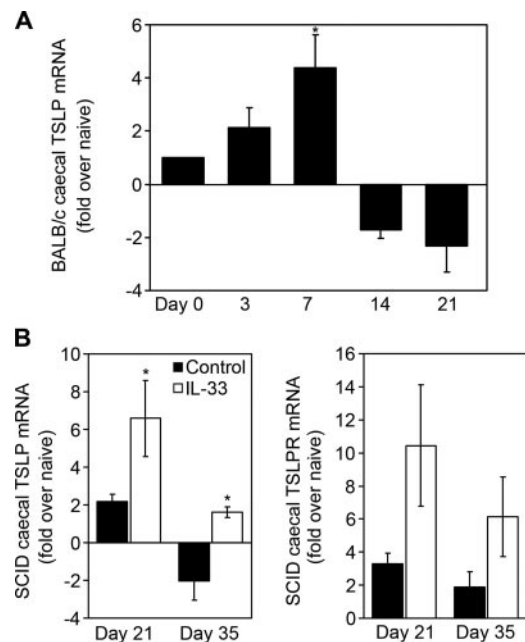 A
BALB/c caecal TSLP mRNA
(fold over naive)
6
4
2
0
-2
-4
*
Day 0 3 7 14 21
B
SCID caecal TSLP mRNA
(fold over naive)
10
8
6
4
2
0
-2
-4
Control
IL-33
*
*
Day 21 Day 35
SCID caecal TSLPR mRNA
(fold over naive)
16
14
12
10
8
6
4
2
0
Day 21 Day 35